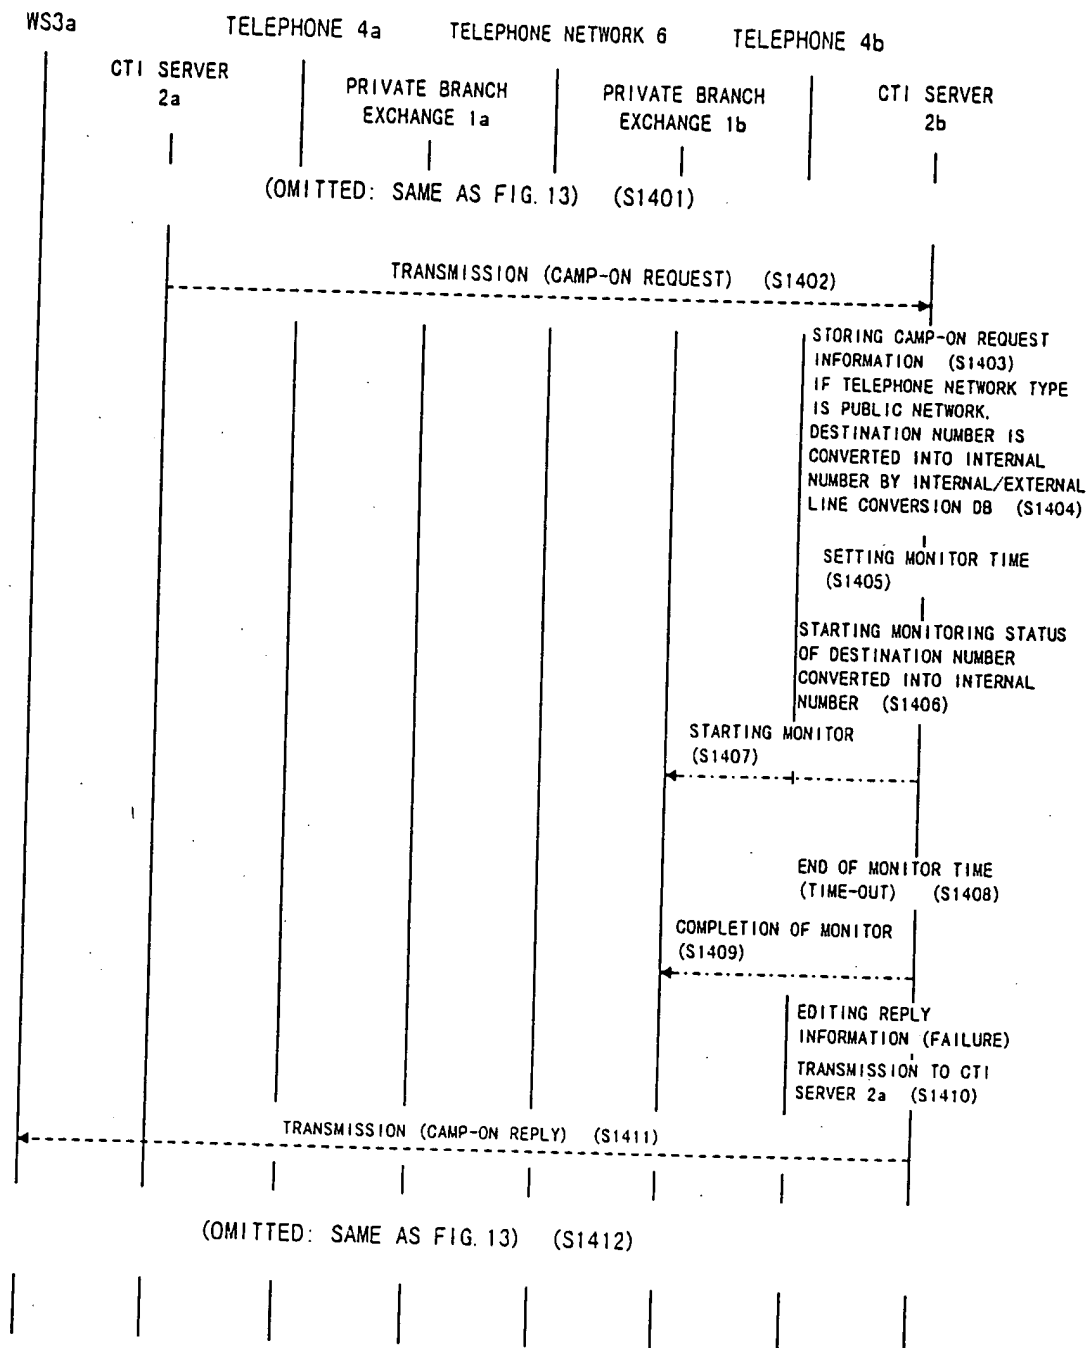 WS3a
TELEPHONE 4a
TELEPHONE NETWORK 6
TELEPHONE 4b
CTI SERVER
2a
PRIVATE BRANCH
EXCHANGE 1a
PRIVATE BRANCH
EXCHANGE 1b
CTI SERVER
2b
(OMITTED: SAME AS FIG. 13) (S1401)
TRANSMISSION (CAMP-ON REQUEST) (S1402)
STORING CAMP-ON REQUEST
INFORMATION (S1403)
IF TELEPHONE NETWORK TYPE
IS PUBLIC NETWORK,
DESTINATION NUMBER IS
CONVERTED INTO INTERNAL
NUMBER BY INTERNAL/EXTERNAL
LINE CONVERSION DB (S1404)
SETTING MONITOR TIME
(S1405)
STARTING MONITORING STATUS
OF DESTINATION NUMBER
CONVERTED INTO INTERNAL
NUMBER (S1406)
STARTING MONITOR
(S1407)
END OF MONITOR TIME
(TIME-OUT) (S1408)
COMPLETION OF MONITOR
(S1409)
EDITING REPLY
INFORMATION (FAILURE)
TRANSMISSION TO CTI
SERVER 2a (S1410)
TRANSMISSION (CAMP-ON REPLY) (S1411)
(OMITTED: SAME AS FIG. 13) (S1412)